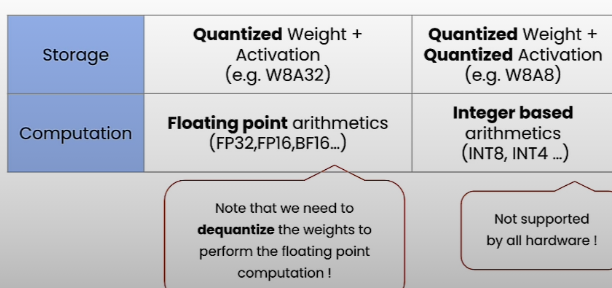 Storage
Quantized Weight +
Activation
(e.g. W8A32)
Quantized Weight +
Quantized Activation
(e.g. W8A8)
Computation
Floating point arithmetics
(FP32,FP16,BF16...)
Integer based
arithmetics
(INT8, INT4 ...)
Note that we need to
dequantize the weights to
perform the floating point
computation !
Not supported
by all hardware !